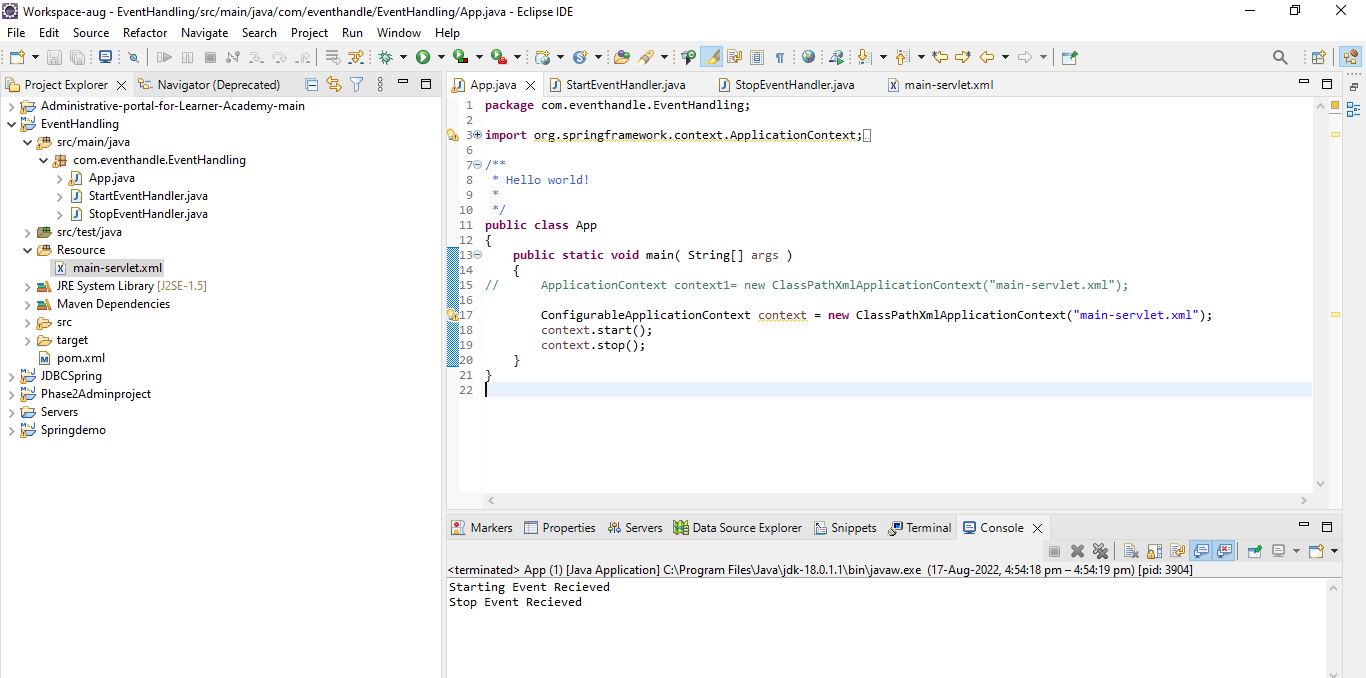 Workspace-aug - EventHandling/src/main/java/com/eventhandle/EventHandling/App.java - Eclipse IDE
File Edit Source Refactor Navigate Search Project Run Window Help
Project Explorer Navigator (Deprecated)
Administrative-portal-for-Learner-Academy-main
EventHandling
src/main/java
com.eventhandle.EventHandling
App.java
StartEventHandler.java
StopEventHandler.java
src/test/java
Resource
main-servlet.xml
JRE System Library [J2SE-1.5]
Maven Dependencies
src
target
pom.xml
JDBCSpring
Phase2Adminproject
Servers
Springdemo
App.java StartEventHandler.java StopEventHandler.java main-servlet.xml
1 package com.eventhandle.EventHandling;
2
3 import org.springframework.context.ApplicationContext;
6
7 /**
8 * Hello world!
9 *
10 */
11 public class App
12 {
13 public static void main( String[] args )
14 {
15 // ApplicationContext context1= new ClassPathXmlApplicationContext("main-servlet.xml");
16
17 ConfigurableApplicationContext context = new ClassPathXmlApplicationContext("main-servlet.xml");
18 context.start();
19 context.stop();
20 }
21 }
22
Markers Properties Servers Data Source Explorer Snippets Terminal Console
<terminated> App (1) [Java Application] C:\Program Files\Java\jdk-18.0.1.1\bin\javaw.exe (17-Aug-2022, 4:54:18 pm – 4:54:19 pm) [pid: 3904]
Starting Event Recieved
Stop Event Recieved